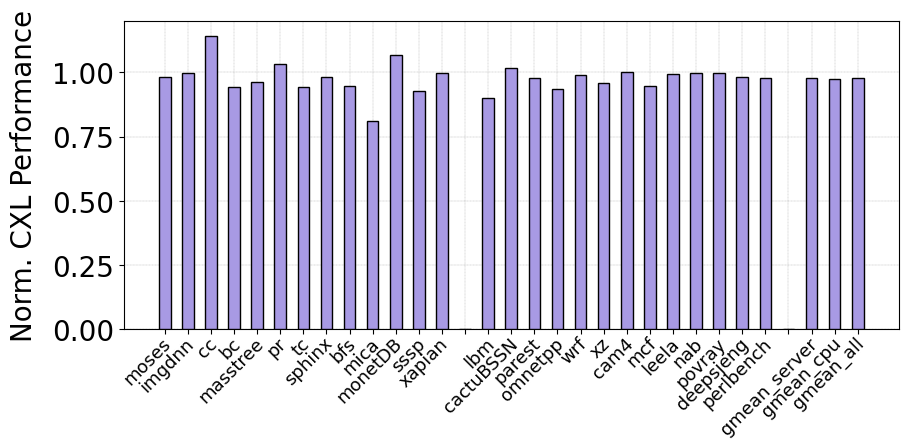 Norm. CXL Performance
1.00
0.75
0.50
0.25
0.00
moses
imgdnn
cc
bc
masstree
pr
tc
sphinx
bfs
mica
monetDB
sssp
xapian
lbm
cactuBSSN
parest
omnetpp
wrf
xz
cam4
mcf
leela
nab
povray
deepsjeng
perlbench
gmean_server
gmean_cpu
gmean_all